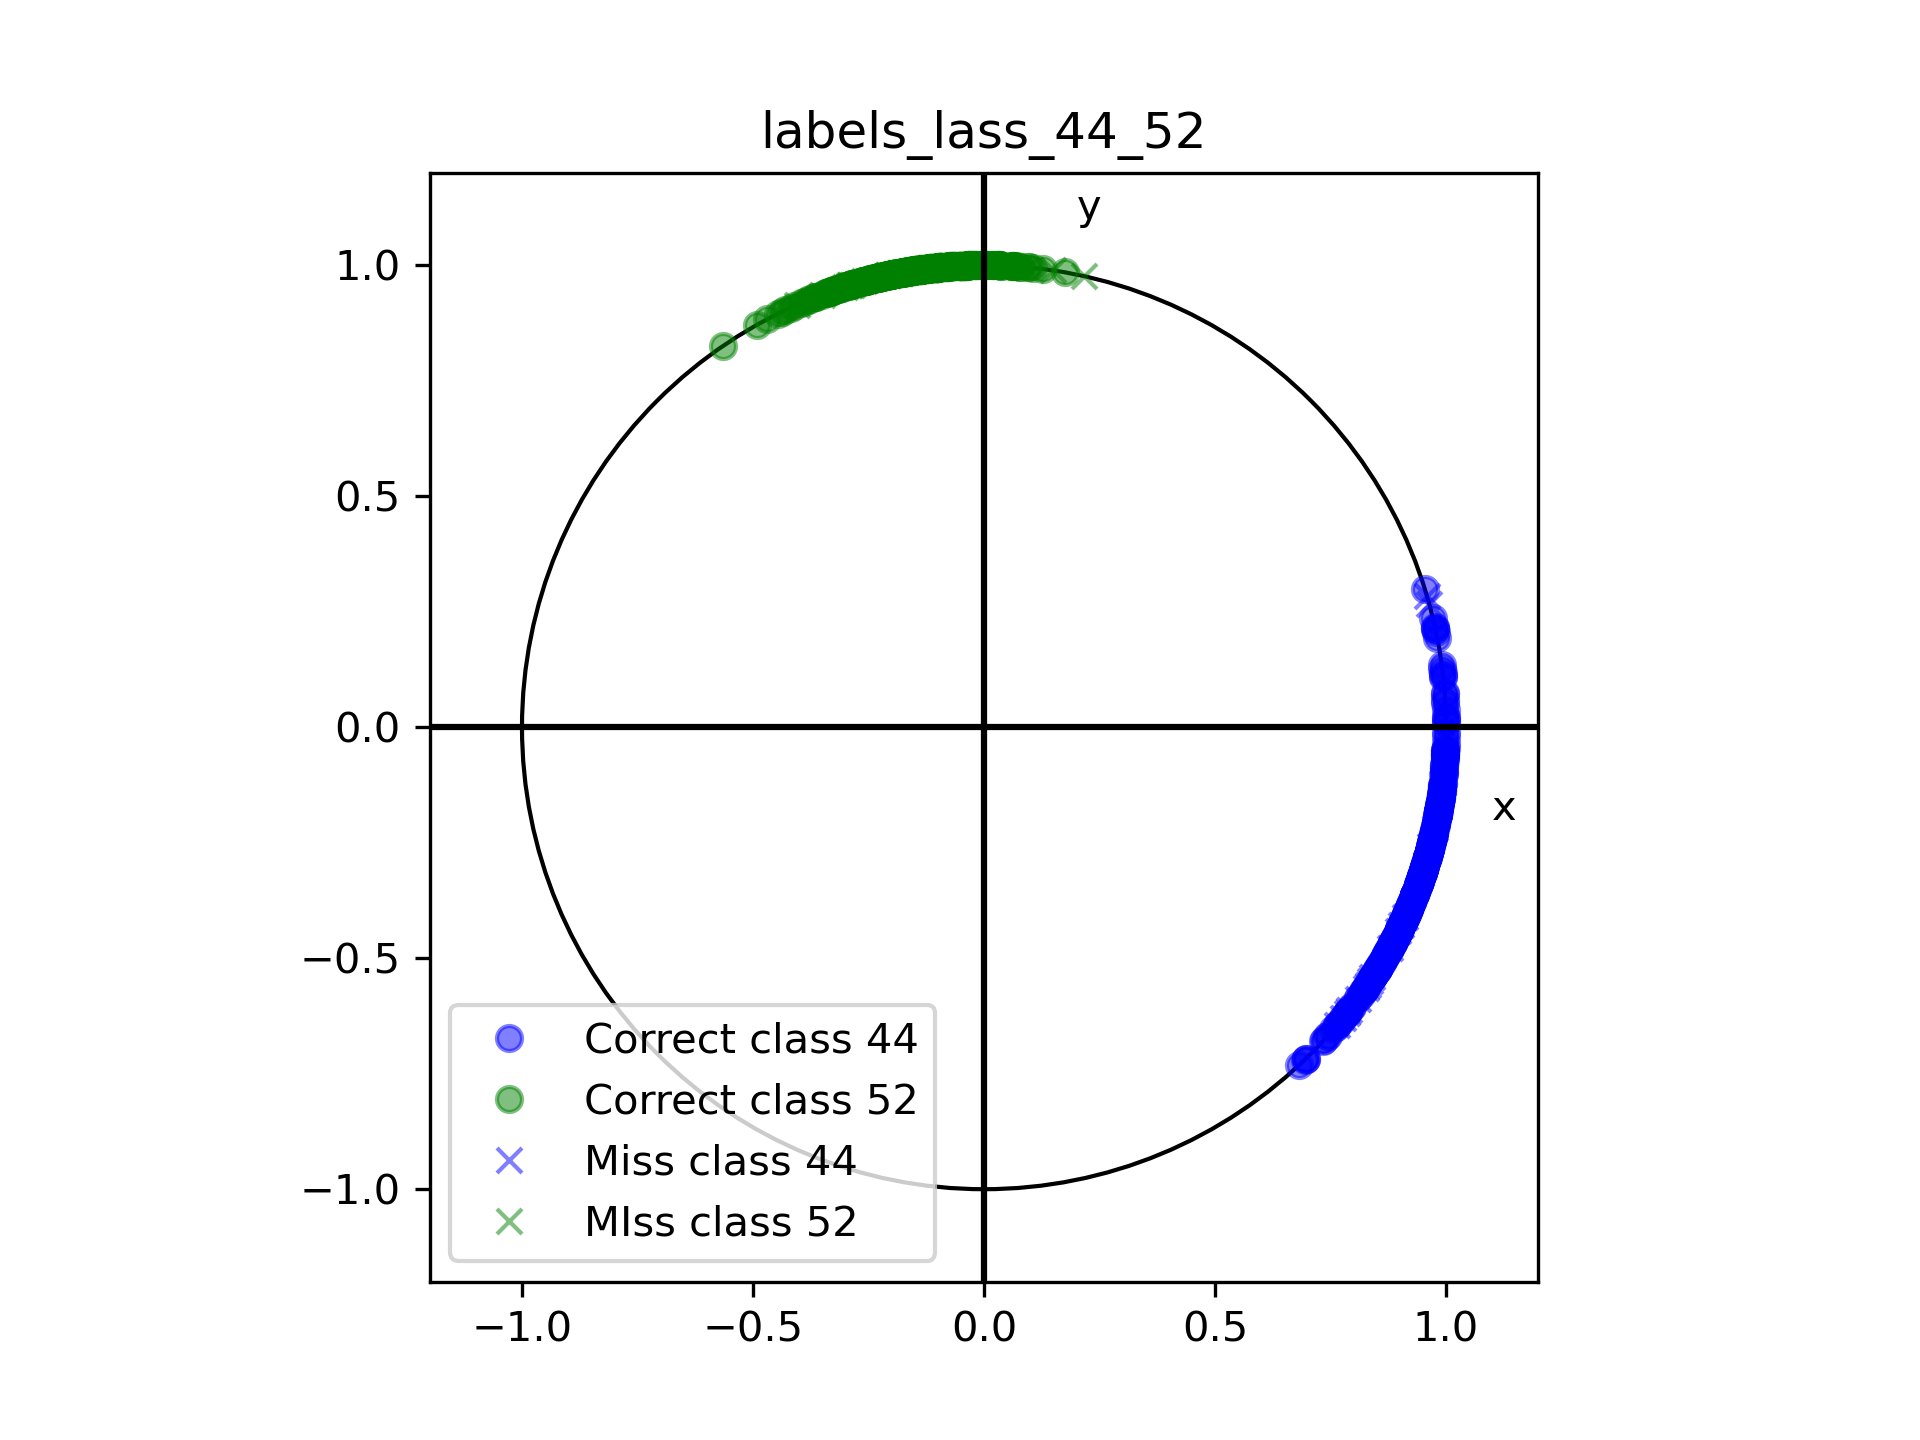 labels_lass_44_52
y
1.0
0.5
0.0
x
−0.5
−1.0
Correct class 44
Correct class 52
Miss class 44
MIss class 52
−1.0 −0.5 0.0 0.5 1.0